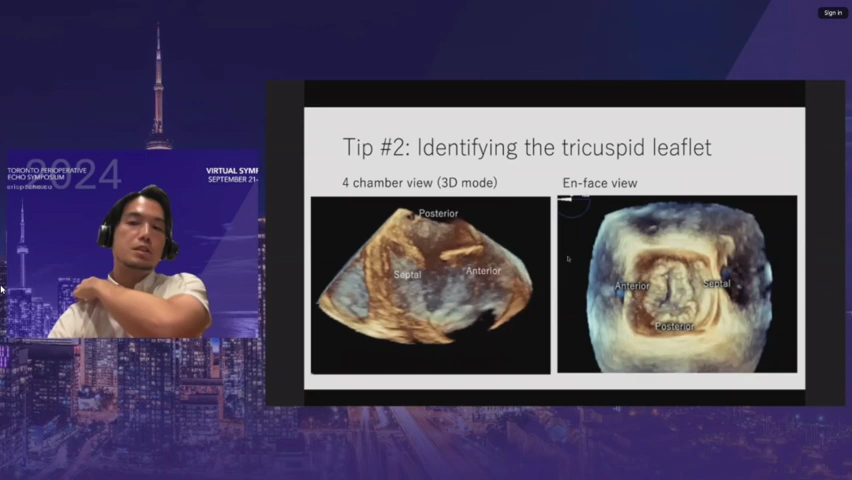 Sign in
Tip #2: Identifying the tricuspid leaflet
4 chamber view (3D mode)
En-face view
Posterior
Septal
Anterior
Anterior
Septal
Posterior
2024
TORONTO PERIOPERATIVE
ECHO SYMPOSIUM
VIRTUAL SYMP
SEPTEMBER 21-